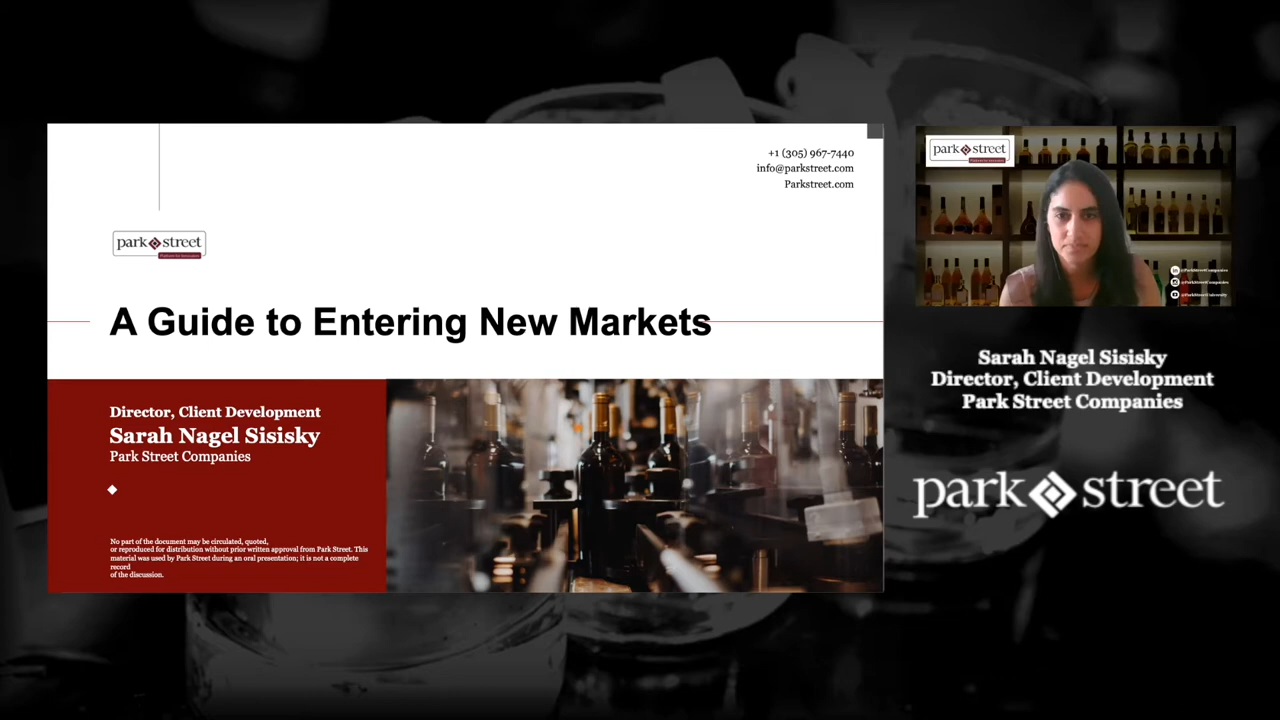 +1 (305) 967-7440
info@parkstreet.com
Parkstreet.com
park street
A Guide to Entering New Markets
Director, Client Development
Sarah Nagel Sisisky
Park Street Companies
No part of the document may be circulated, quoted,
or reproduced for distribution without prior written approval from Park Street. This
material was used by Park Street during an oral presentation; it is not a complete
record
of the discussion.
park street
@ParkStreetCompanies
@ParkStreetCompanies
@ParkStreetUniversity
Sarah Nagel Sisisky
Director, Client Development
Park Street Companies
park street